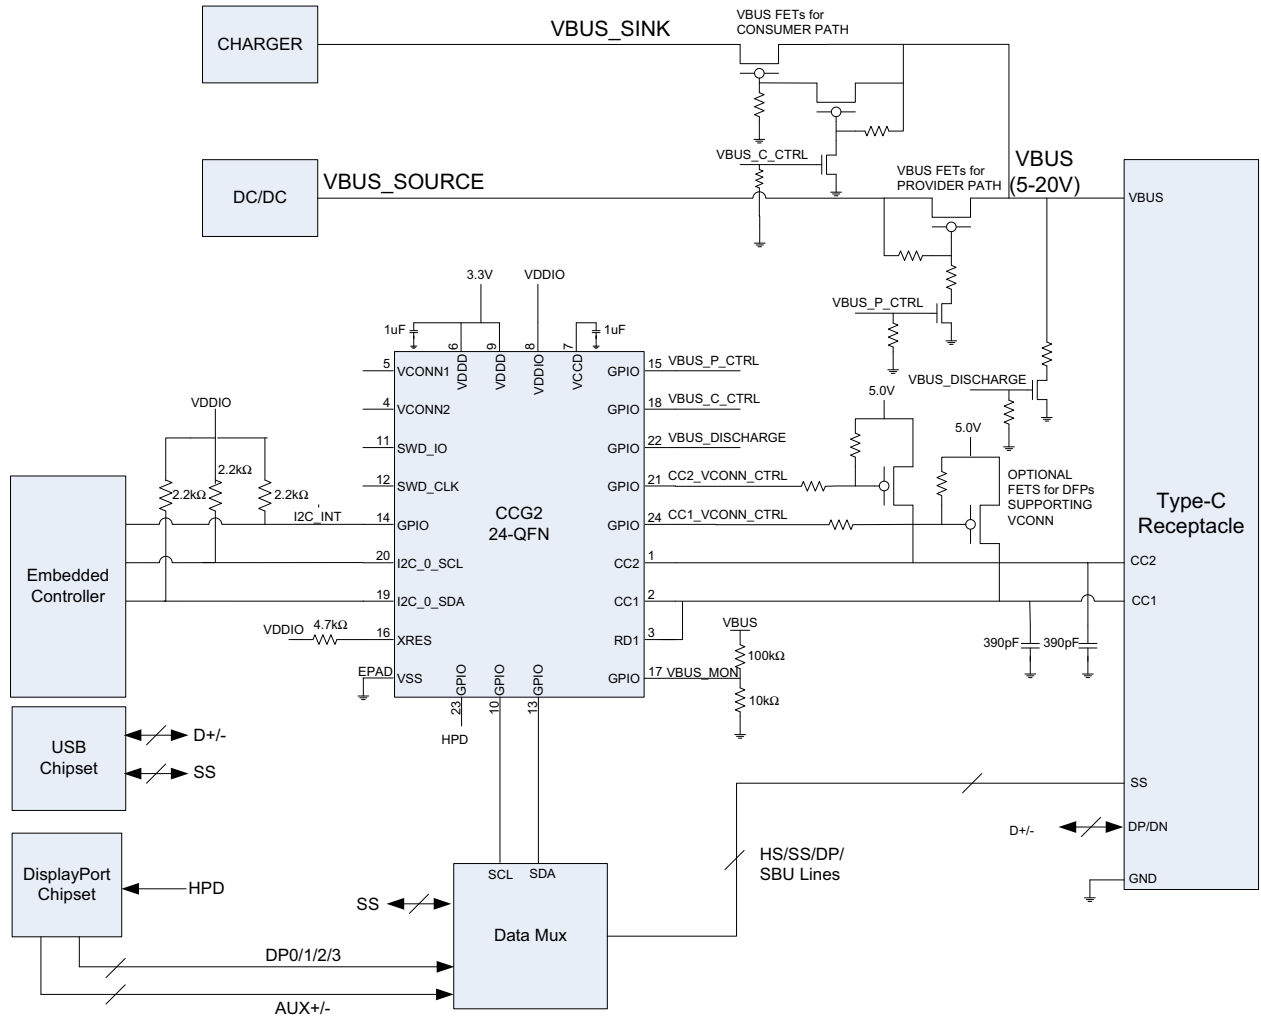 CHARGER
VBUS_SINK
VBUS FETs for
CONSUMER PATH
VBUS_C_CTRL
DC/DC
VBUS_SOURCE
VBUS FETs for
PROVIDER PATH
VBUS
(5-20V)
VBUS
VBUS_P_CTRL
VBUS_DISCHARGE
3.3V
VDDIO
1uF
1uF
6
9
8
7
VDDD
VDDD
VDDIO
VCCD
5
VCONN1
4
VCONN2
11
SWD_IO
12
SWD_CLK
14
GPIO
20
I2C_0_SCL
19
I2C_0_SDA
16
XRES
EPAD
VSS
CCG2
24-QFN
GPIO
15
VBUS_P_CTRL
GPIO
18
VBUS_C_CTRL
GPIO
22
VBUS_DISCHARGE
GPIO
21
CC2_VCONN_CTRL
GPIO
24
CC1_VCONN_CTRL
CC2
1
CC1
2
RD1
3
GPIO
17
VBUS_MON
GPIO
GPIO
GPIO
23
10
13
HPD
VDDIO
2.2kΩ
2.2kΩ
2.2kΩ
I2C_INT
VDDIO
4.7kΩ
Embedded
Controller
5.0V
5.0V
OPTIONAL
FETS for DFPs
SUPPORTING
VCONN
Type-C
Receptacle
CC2
CC1
390pF
390pF
VBUS
100kΩ
10kΩ
USB
Chipset
D+/-
SS
SS
D+/-
DP/DN
GND
DisplayPort
Chipset
HPD
SCL
SDA
SS
Data Mux
HS/SS/DP/
SBU Lines
DP0/1/2/3
AUX+/-